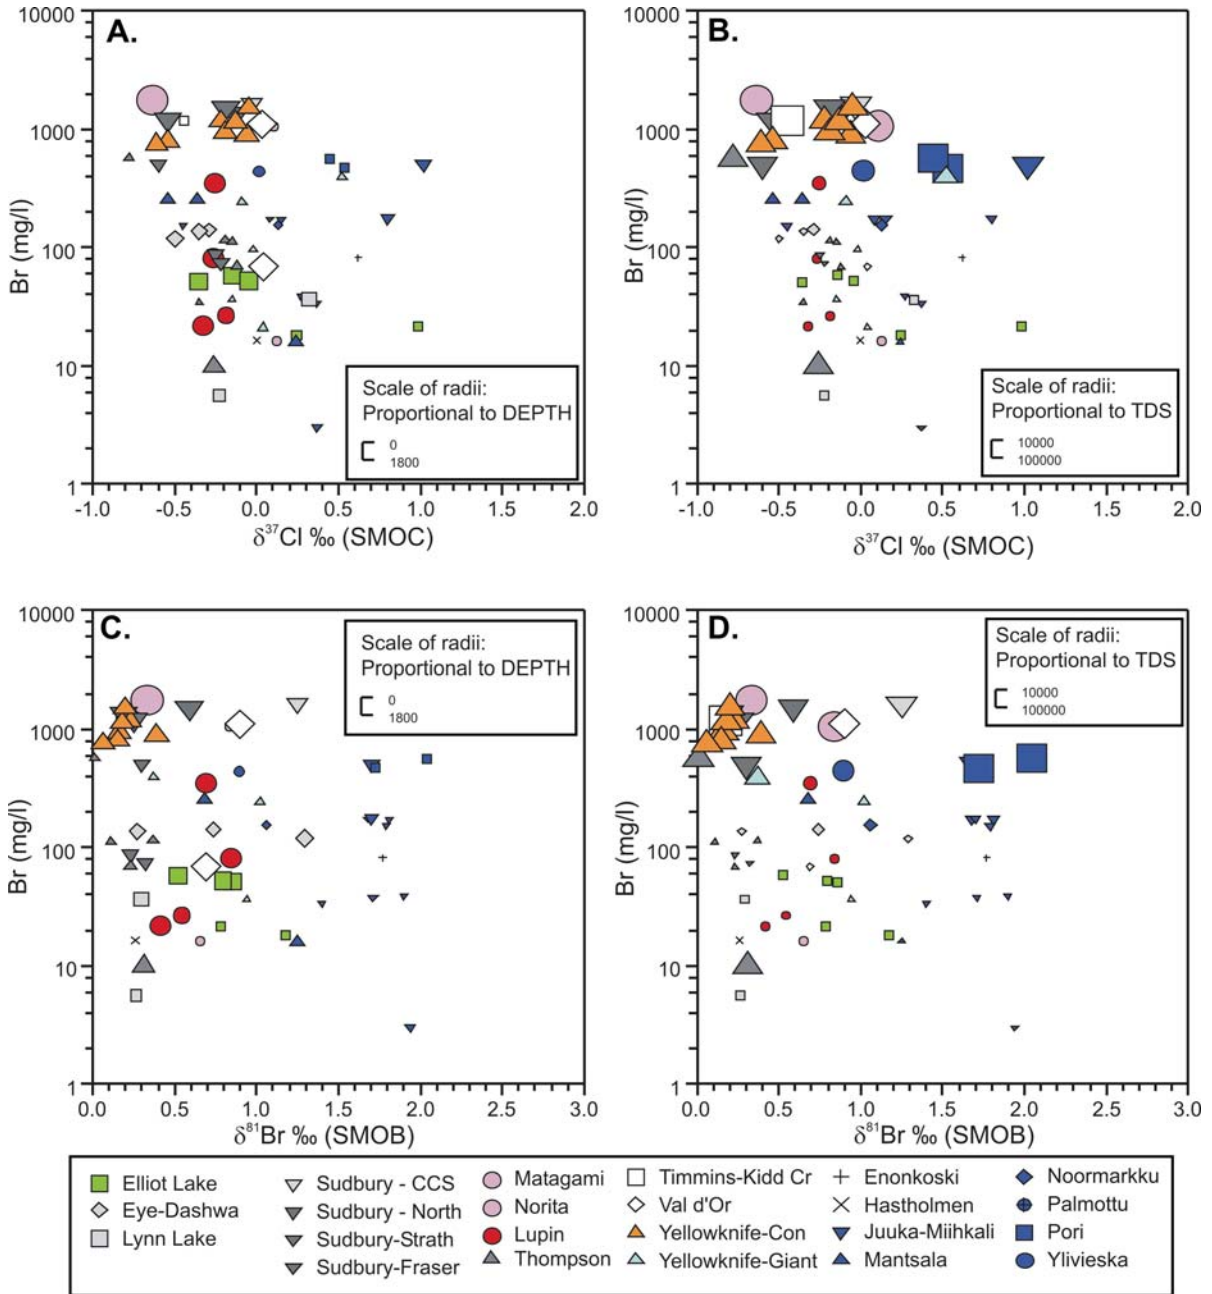 A.
10000
1000
100
10
1
Br (mg/l)
-1.0
-0.5
0.0
0.5
1.0
1.5
2.0
δ³⁷Cl ‰ (SMOC)
Scale of radii:
Proportional to DEPTH
0
1800
B.
10000
1000
100
10
1
Br (mg/l)
-1.0
-0.5
0.0
0.5
1.0
1.5
2.0
δ³⁷Cl ‰ (SMOC)
Scale of radii:
Proportional to TDS
10000
100000
C.
10000
1000
100
10
1
Br (mg/l)
0.0
0.5
1.0
1.5
2.0
2.5
3.0
δ⁸¹Br ‰ (SMOB)
Scale of radii:
Proportional to DEPTH
0
1800
D.
10000
1000
100
10
1
Br (mg/l)
0.0
0.5
1.0
1.5
2.0
2.5
3.0
δ⁸¹Br ‰ (SMOB)
Scale of radii:
Proportional to TDS
10000
100000
Elliot Lake
Eye-Dashwa
Lynn Lake
Sudbury - CCS
Sudbury - North
Sudbury-Strath
Sudbury-Fraser
Matagami
Norita
Lupin
Thompson
Timmins-Kidd Cr
Val d'Or
Yellowknife-Con
Yellowknife-Giant
Enonkoski
Hastholmen
Juuka-Miihkali
Mantsala
Noormarkku
Palmottu
Pori
Ylivieska